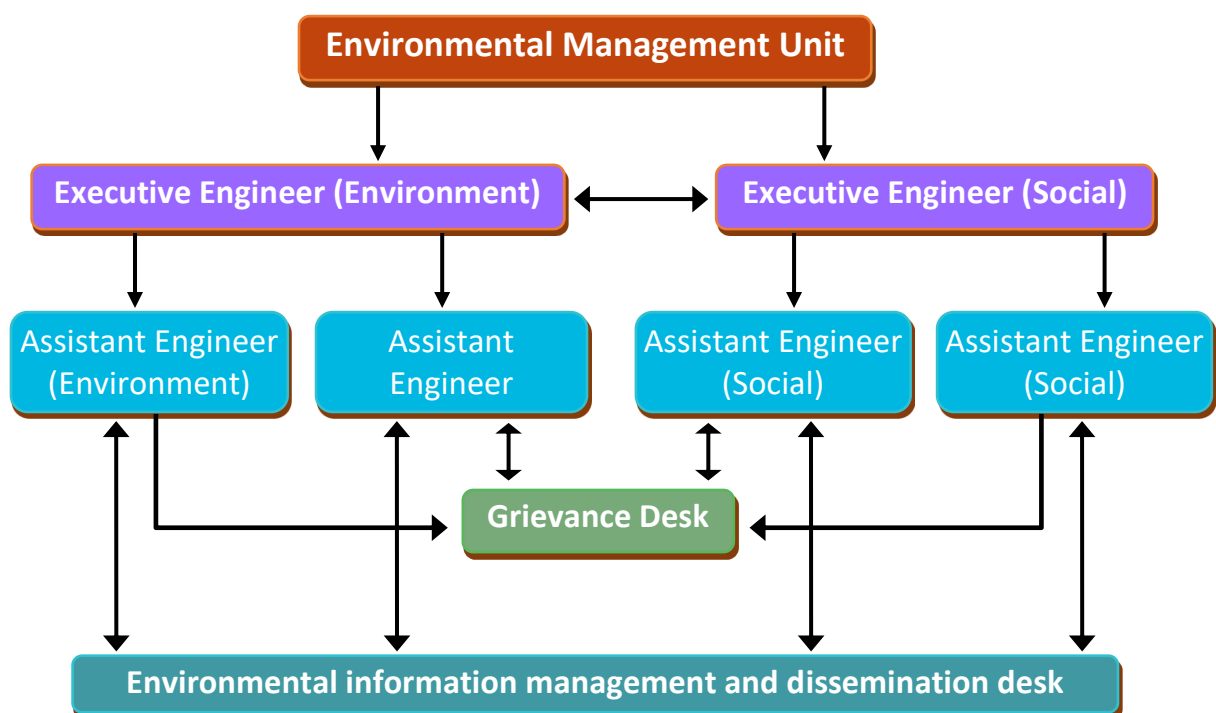 Environmental Management Unit
Executive Engineer (Environment)
Executive Engineer (Social)
Assistant Engineer
(Environment)
Assistant
Engineer
Assistant Engineer
(Social)
Assistant Engineer
(Social)
Grievance Desk
Environmental information management and dissemination desk